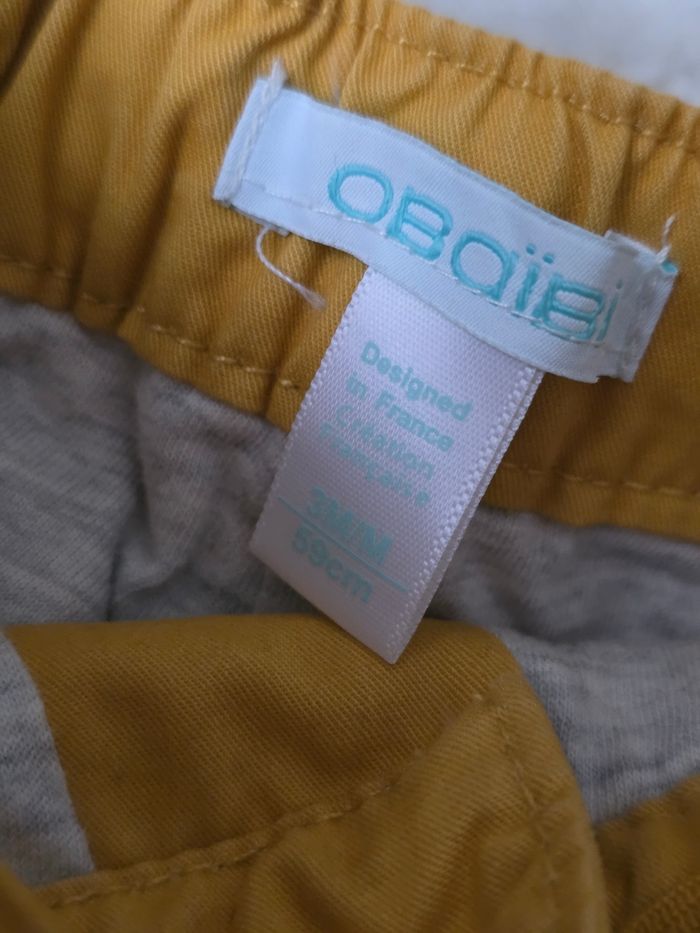 OBaïBi
Designed
in France
Création
Française
3M/M
59cm